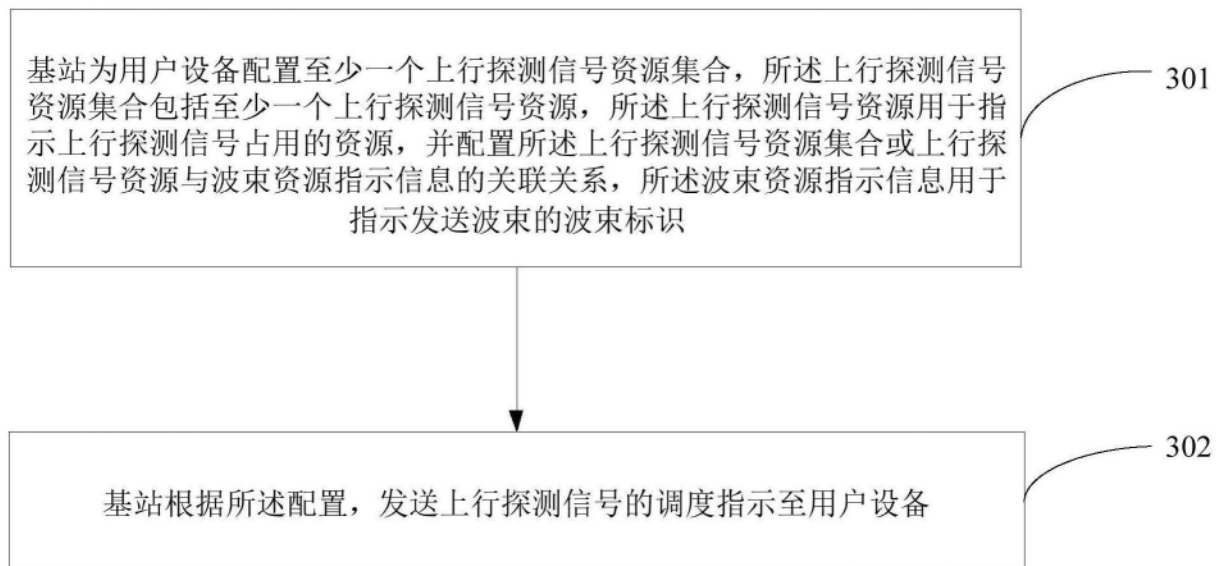 基站为用户设备配置至少一个上行探测信号资源集合，所述上行探测信号
资源集合包括至少一个上行探测信号资源，所述上行探测信号资源用于指
示上行探测信号占用的资源，并配置所述上行探测信号资源集合或上行探
测信号资源与波束资源指示信息的关联关系，所述波束资源指示信息用于
指示发送波束的波束标识
301
基站根据所述配置，发送上行探测信号的调度指示至用户设备
302